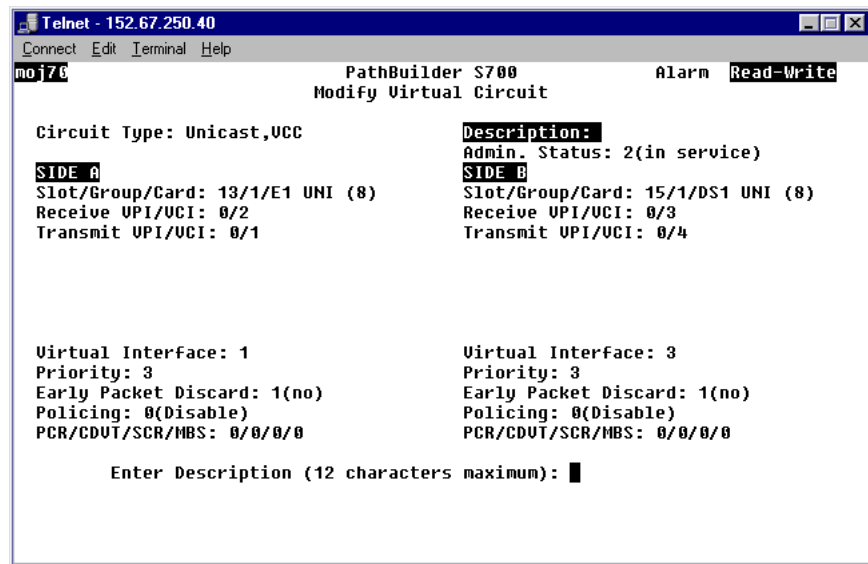 Telnet - 152.67.250.40
Connect Edit Terminal Help
moj70 PathBuilder S700 Alarm Read-Write
Modify Virtual Circuit
Circuit Type: Unicast,VCC Description:
Admin. Status: 2(in service)
SIDE A SIDE B
Slot/Group/Card: 13/1/E1 UNI (8) Slot/Group/Card: 15/1/DS1 UNI (8)
Receive VPI/VCI: 0/2 Receive VPI/VCI: 0/3
Transmit VPI/VCI: 0/1 Transmit VPI/VCI: 0/4
Virtual Interface: 1 Virtual Interface: 3
Priority: 3 Priority: 3
Early Packet Discard: 1(no) Early Packet Discard: 1(no)
Policing: 0(Disable) Policing: 0(Disable)
PCR/CDVT/SCR/MBS: 0/0/0/0 PCR/CDVT/SCR/MBS: 0/0/0/0
Enter Description (12 characters maximum):